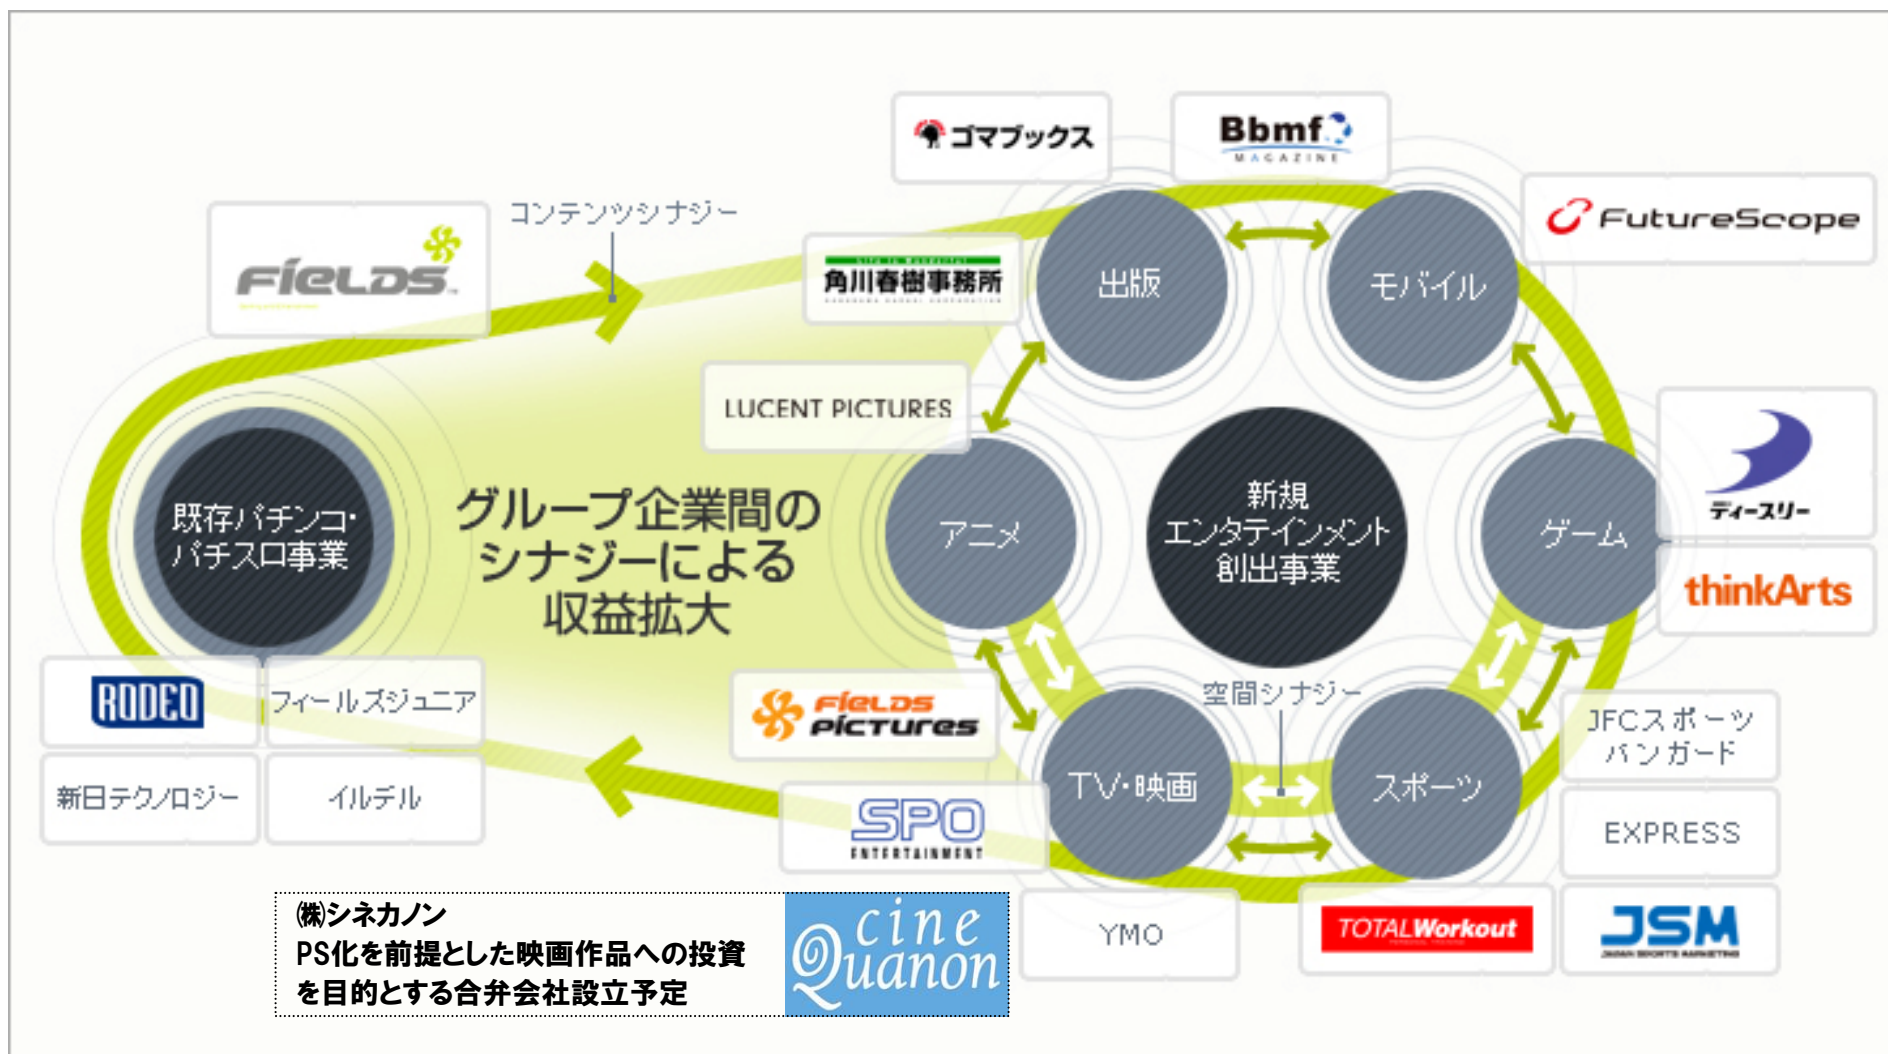 ゴマブックス
Bbmf
MAGAZINE
FutureScope
コンテンツシナジー
FIELDS
角川春樹事務所
出版
モバイル
LUCENT PICTURES
ディースリー
thinkArts
既存パチンコ・
パチスロ事業
グループ企業間の
シナジーによる
収益拡大
アニメ
新規
エンタテインメント
創出事業
ゲーム
RODEO
フィールズジュニア
新日テクノロジー
イルデル
FIELDS
PICTURES
SPO
ENTERTAINMENT
TV・映画
空間シナジー
スポーツ
JFCスポーツ
バンガード
EXPRESS
YMO
TOTAL Workout
JSM
JAPAN SPORTS MARKETING
㈱シネカノン
PS化を前提とした映画作品への投資
を目的とする合弁会社設立予定
cine
Quanon